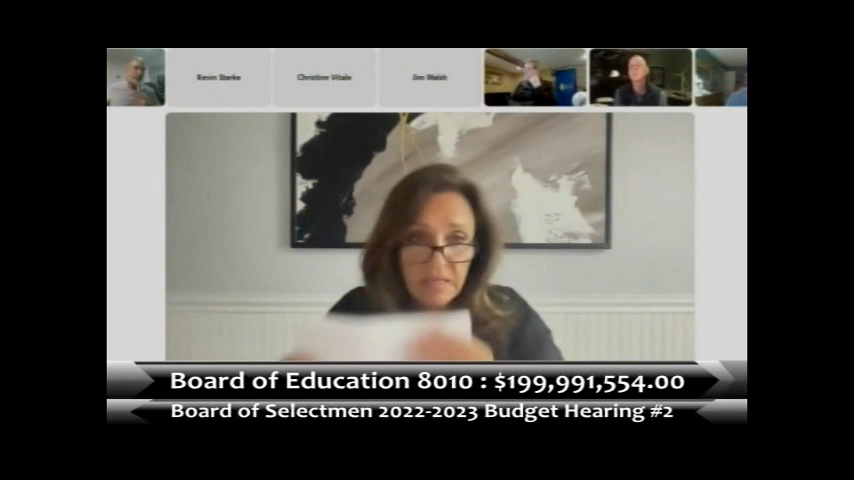 Kevin Starke
Christine Vitale
Jim Walsh
Board of Education 8010 : $199,991,554.00
Board of Selectmen 2022-2023 Budget Hearing #2